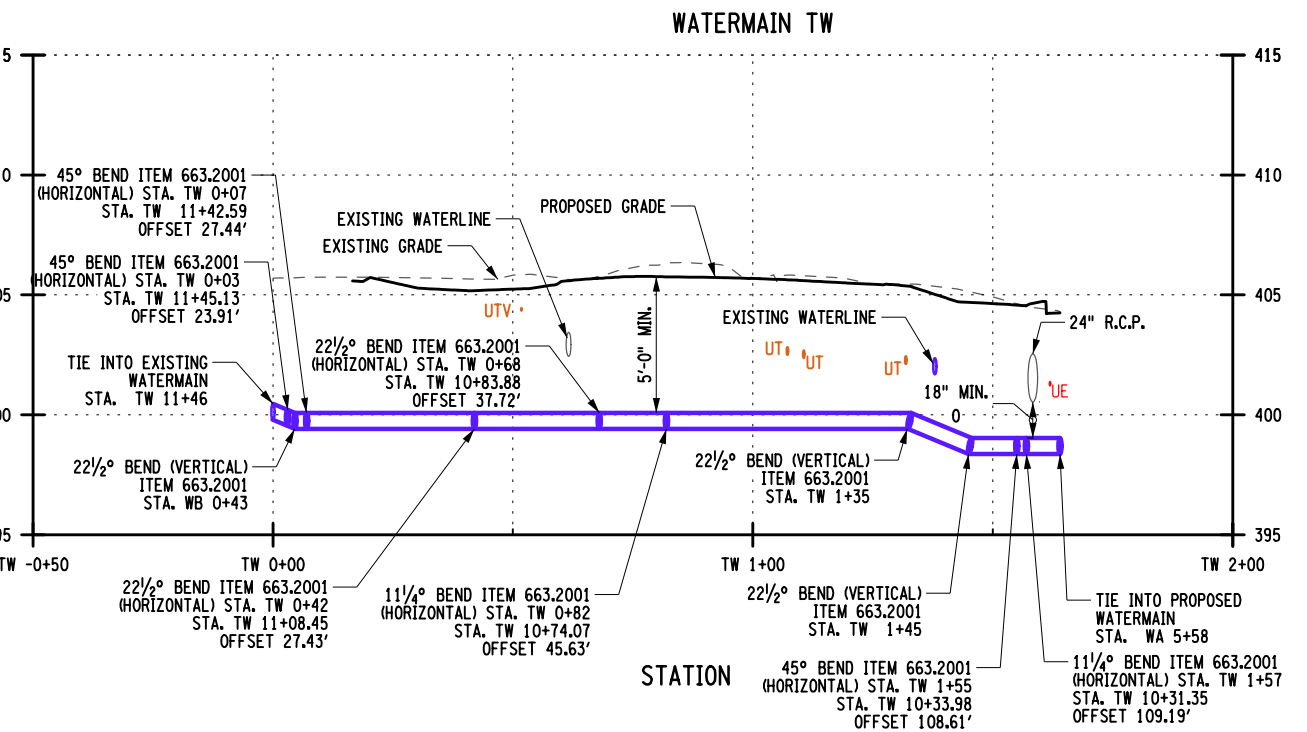 WATERMAIN TW
5
415
45° BEND ITEM 663.2001
(HORIZONTAL) STA. TW 0+07
STA. TW 11+42.59
OFFSET 27.44'
0
410
EXISTING WATERLINE
PROPOSED GRADE
EXISTING GRADE
45° BEND ITEM 663.2001
(HORIZONTAL) STA. TW 0+03
STA. TW 11+45.13
OFFSET 23.91'
05
405
UTV
5'-0" MIN.
EXISTING WATERLINE
24" R.C.P.
22½° BEND ITEM 663.2001
(HORIZONTAL) STA. TW 0+68
STA. TW 10+83.88
OFFSET 37.72'
UT
UT
UT
TIE INTO EXISTING
WATERMAIN
STA. TW 11+46
18" MIN.
0
UE
00
400
22½° BEND (VERTICAL)
ITEM 663.2001
STA. WB 0+43
22½° BEND (VERTICAL)
ITEM 663.2001
STA. TW 1+35
95
395
TW -0+50
TW 0+00
TW 1+00
TW 2+00
22½° BEND ITEM 663.2001
(HORIZONTAL) STA. TW 0+42
STA. TW 11+08.45
OFFSET 27.43'
11¼° BEND ITEM 663.2001
(HORIZONTAL) STA. TW 0+82
STA. TW 10+74.07
OFFSET 45.63'
22½° BEND (VERTICAL)
ITEM 663.2001
STA. TW 1+45
TIE INTO PROPOSED
WATERMAIN
STA. WA 5+58
STATION
45° BEND ITEM 663.2001
(HORIZONTAL) STA. TW 1+55
STA. TW 10+33.98
OFFSET 108.61'
11¼° BEND ITEM 663.2001
(HORIZONTAL) STA. TW 1+57
STA. TW 10+31.35
OFFSET 109.19'